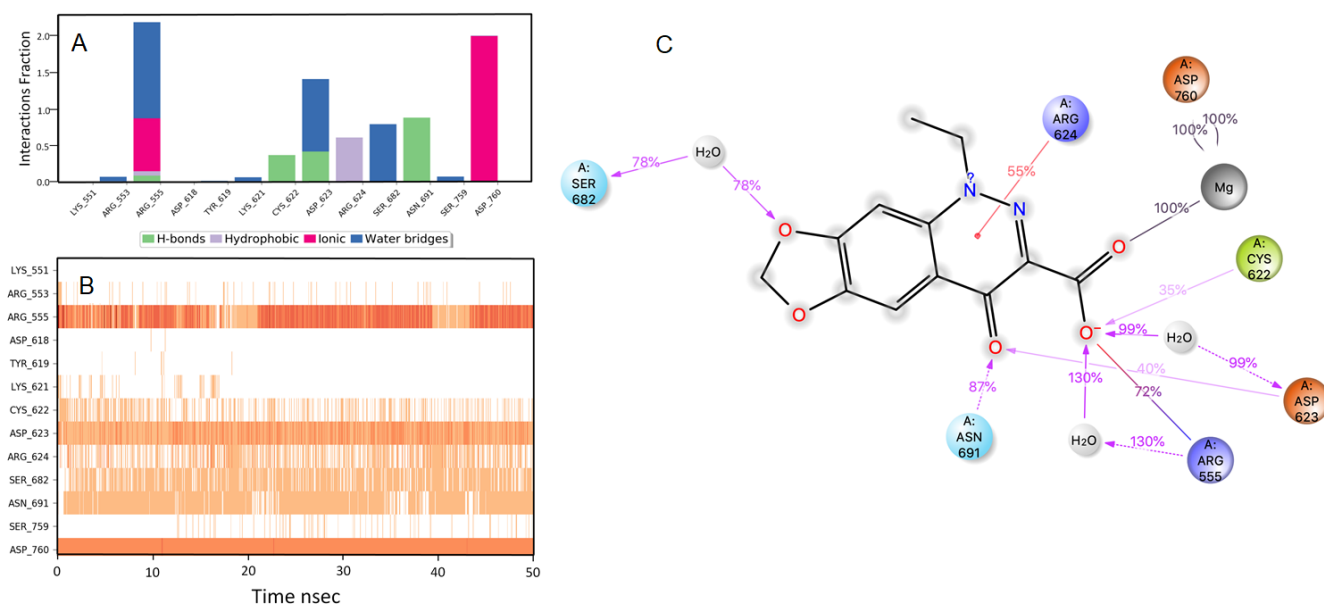 A
Interactions Fraction
2.0
1.5
1.0
0.5
0.0
LYS_551
ARG_553
ARG_555
ASP_618
TYR_619
LYS_621
CYS_622
ASP_623
ARG_624
SER_682
ASN_691
SER_759
ASP_760
H-bonds Hydrophobic Ionic Water bridges
B
LYS_551
ARG_553
ARG_555
ASP_618
TYR_619
LYS_621
CYS_622
ASP_623
ARG_624
SER_682
ASN_691
SER_759
ASP_760
0 10 20 30 40 50
Time nsec
C
A:
ASP
760
100%
100%
Mg
100%
A:
ARG
624
55%
H₂O
78%
78%
A:
SER
682
N
?
N
O
O
O
O
O⁻
A:
CYS
622
35%
99%
H₂O
99%
40%
A:
ASP
623
72%
130%
H₂O
130%
A:
ARG
555
87%
A:
ASN
691